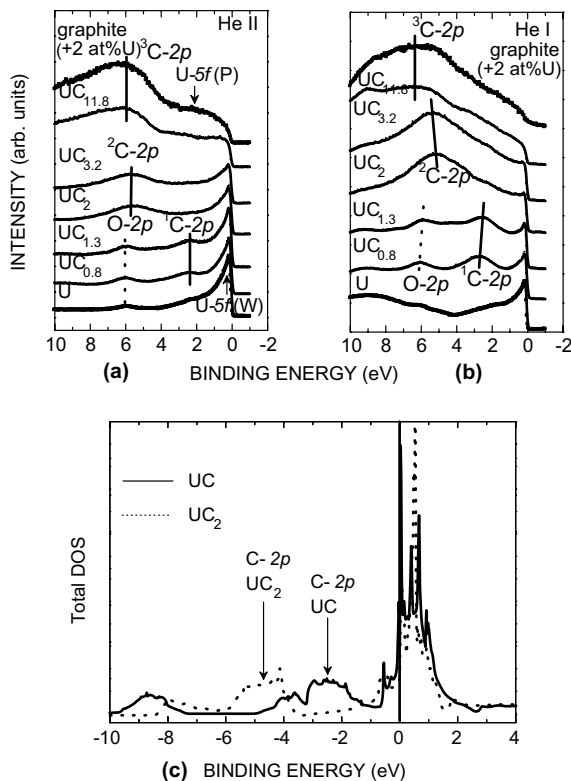 He II
graphite
(+2 at%U)
³C-2p
U-5f (P)
UC₁₁.₈
²C-2p
UC₃.₂
UC₂
O-2p
¹C-2p
UC₁.₃
UC₀.₈
U
U-5f (W)
INTENSITY (arb. units)
10 8 6 4 2 0 -2
(a)
He I
graphite
(+2 at%U)
³C-2p
UC₁₁.₈
UC₃.₂
²C-2p
UC₂
UC₁.₃
UC₀.₈
O-2p
¹C-2p
U
10 8 6 4 2 0 -2
(b)
BINDING ENERGY (eV)
UC
UC₂
C- 2p
UC₂
C- 2p
UC
Total DOS
-10 -8 -6 -4 -2 0 2 4
(c) BINDING ENERGY (eV)